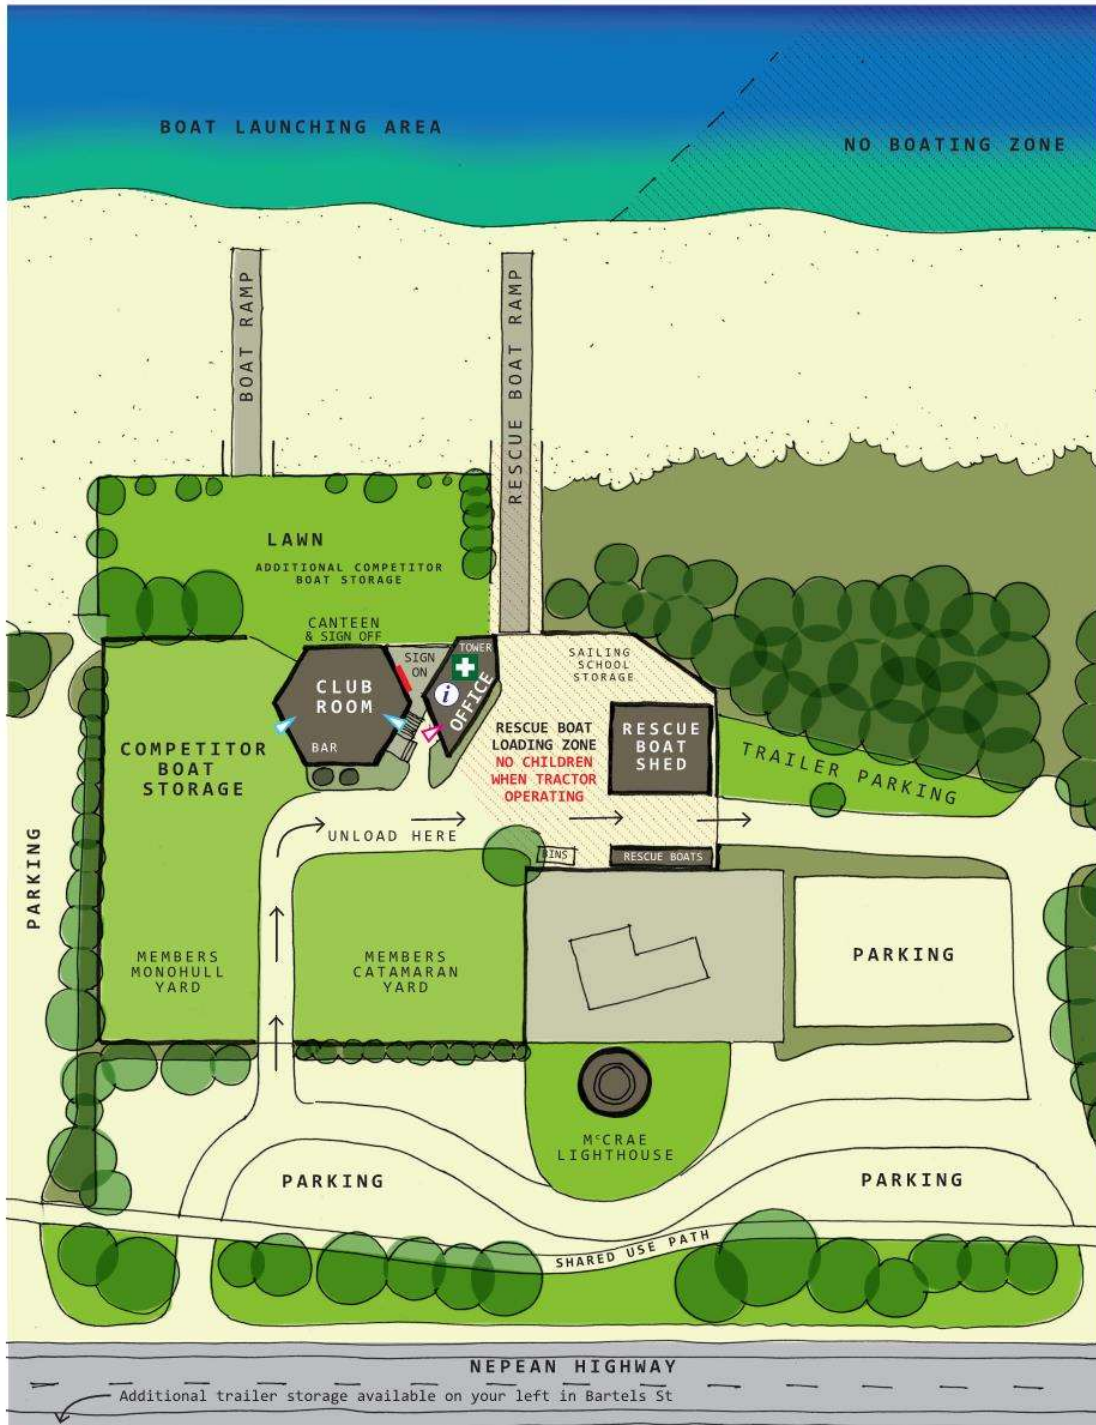 BOAT LAUNCHING AREA
NO BOATING ZONE
BOAT RAMP
RESCUE BOAT RAMP
LAWN
ADDITIONAL COMPETITOR
BOAT STORAGE
CANTEEN
& SIGN OFF
SIGN
ON
TOWER
i
OFFICE
CLUB
ROOM
BAR
SAILING
SCHOOL
STORAGE
RESCUE BOAT
LOADING ZONE
NO CHILDREN
WHEN TRACTOR
OPERATING
RESCUE
BOAT
SHED
TRAILER PARKING
COMPETITOR
BOAT
STORAGE
UNLOAD HERE
BINS
RESCUE BOATS
PARKING
MEMBERS
MONOHULL
YARD
MEMBERS
CATAMARAN
YARD
PARKING
McCRAE
LIGHTHOUSE
PARKING
PARKING
SHARED USE PATH
NEPEAN HIGHWAY
Additional trailer storage available on your left in Bartels St